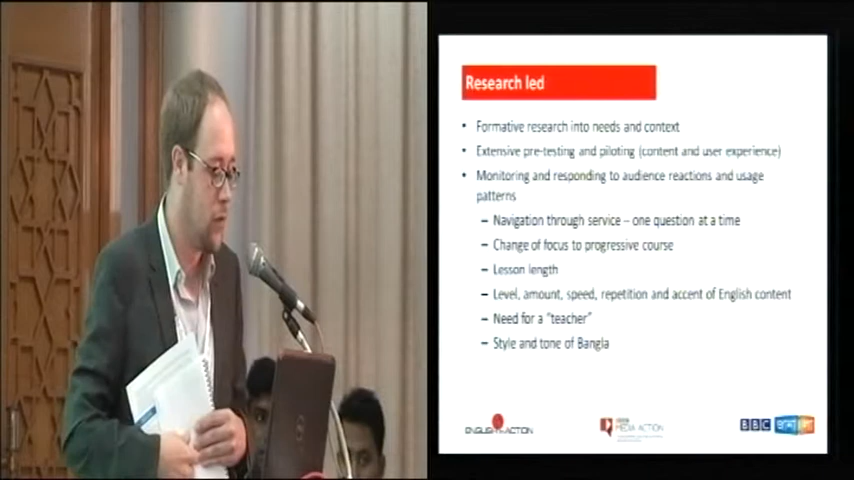 Research led
• Formative research into needs and context
• Extensive pre-testing and piloting (content and user experience)
• Monitoring and responding to audience reactions and usage
patterns
– Navigation through service – one question at a time
– Change of focus to progressive course
– Lesson length
– Level, amount, speed, repetition and accent of English content
– Need for a "teacher"
– Style and tone of Bangla
ENGLISH IN ACTION
MEDIA ACTION
BBC